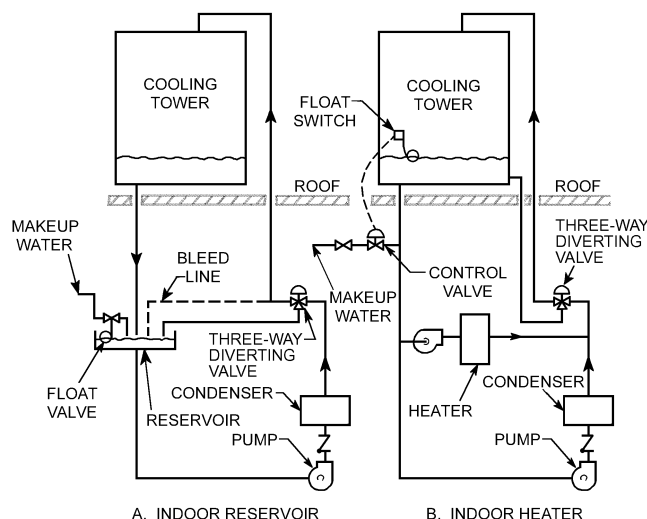 COOLING
TOWER
ROOF
MAKEUP
WATER
BLEED
LINE
THREE-WAY
DIVERTING
VALVE
FLOAT
VALVE
RESERVOIR
CONDENSER
PUMP
A. INDOOR RESERVOIR
FLOAT
SWITCH
COOLING
TOWER
ROOF
THREE-WAY
DIVERTING
VALVE
CONTROL
VALVE
MAKEUP
WATER
HEATER
CONDENSER
PUMP
B. INDOOR HEATER